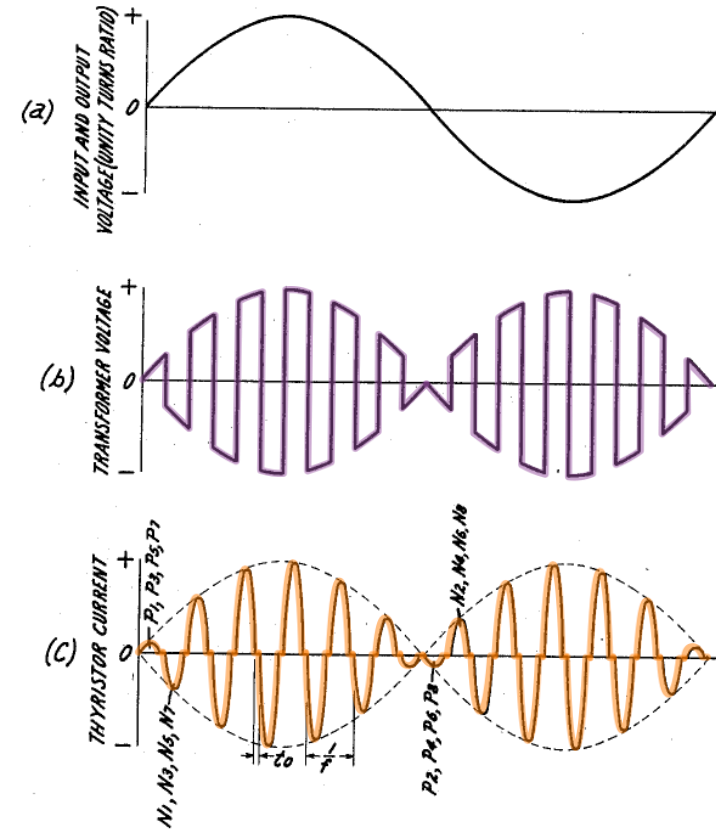 (a)
INPUT AND OUTPUT
VOLTAGE(UNITY TURNS RATIO)
+
0
−
(b)
TRANSFORMER VOLTAGE
+
0
−
(c)
THYRISTOR CURRENT
+
0
−
P1, P3, P5, P7
N1, N3, N5, N7
N2, N4, N6, N8
P2, P4, P6, P8
to
1
f